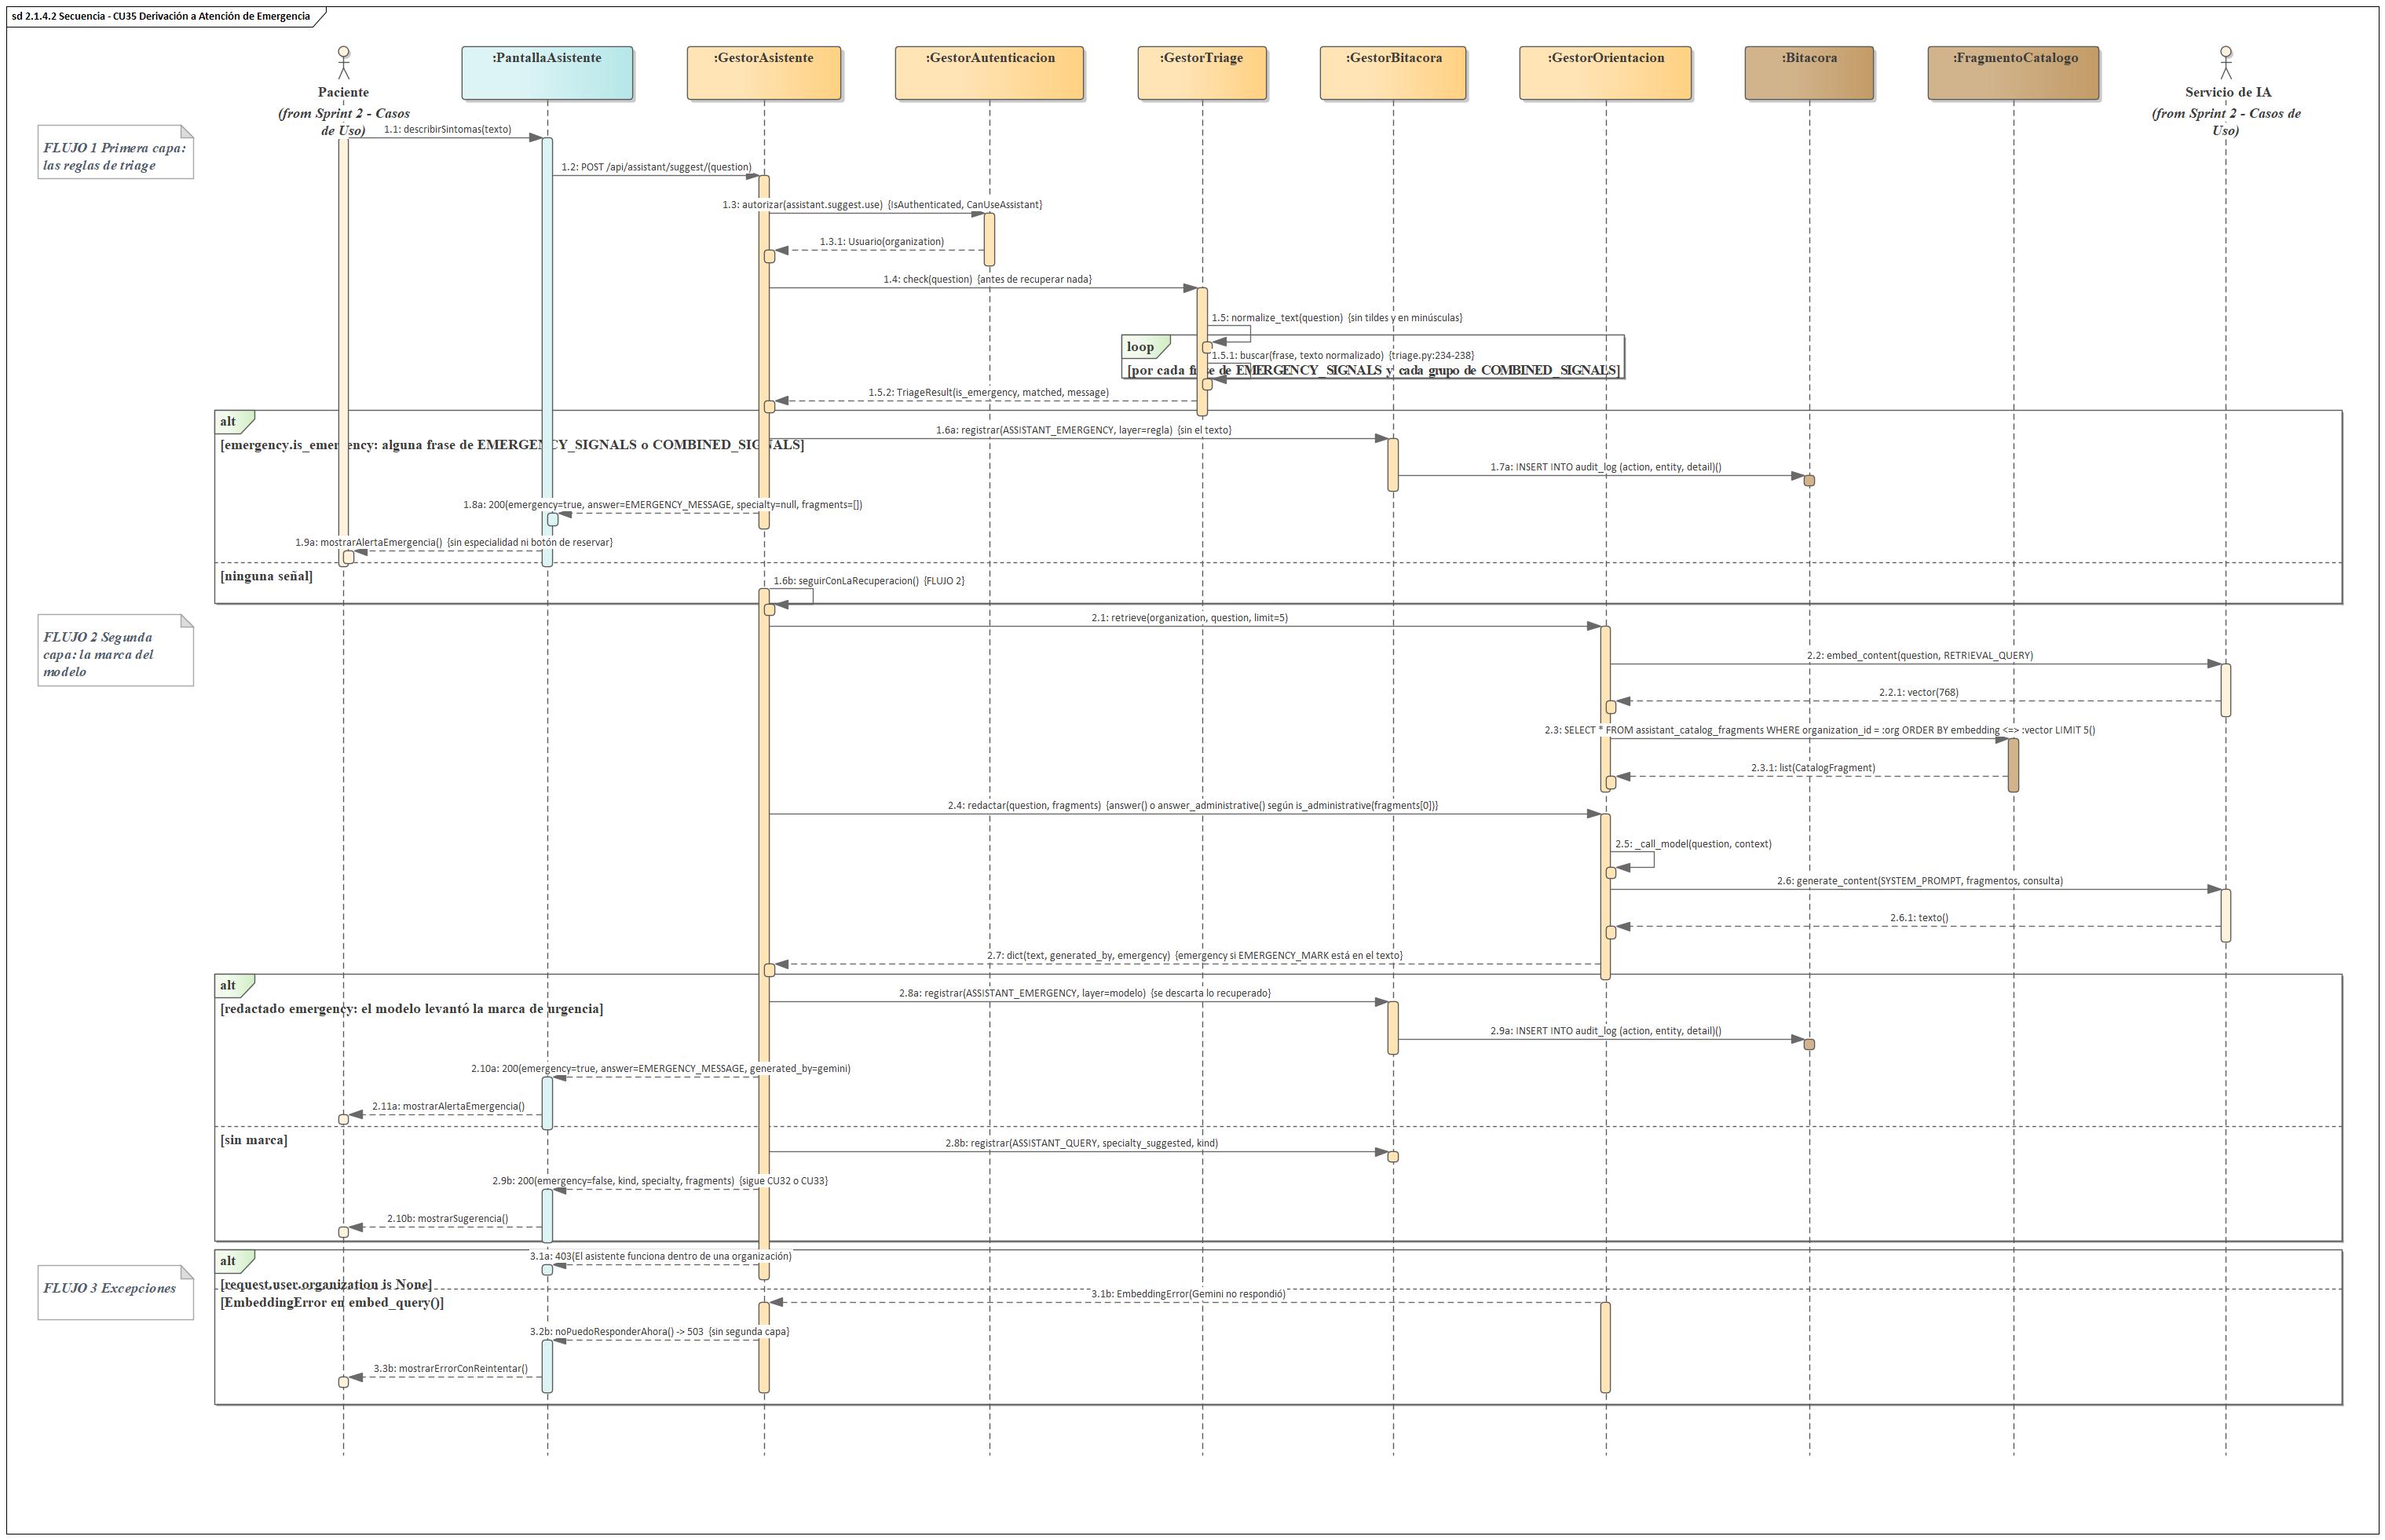 sd 2.1.4.2 Secuencia - CU35 Derivación a Atención de Emergencia
Paciente
(from Sprint 2 - Casos
de Uso)
:PantallaAsistente
:GestorAsistente
:GestorAutenticacion
:GestorTriage
:GestorBitacora
:GestorOrientacion
:Bitacora
:FragmentoCatalogo
Servicio de IA
(from Sprint 2 - Casos de
Uso)
FLUJO 1 Primera capa:
las reglas de triage
1.1: describirSintomas(texto)
1.2: POST /api/assistant/suggest/(question)
1.3: autorizar(assistant.suggest.use)  {IsAuthenticated, CanUseAssistant}
1.3.1: Usuario(organization)
1.4: check(question)  {antes de recuperar nada}
1.5: normalize_text(question)  {sin tildes y en minúsculas}
loop
1.5.1: buscar(frase, texto normalizado)  {triage.py:234-238}
[por cada frase de EMERGENCY_SIGNALS y cada grupo de COMBINED_SIGNALS]
1.5.2: TriageResult(is_emergency, matched, message)
alt
[emergency.is_emergency: alguna frase de EMERGENCY_SIGNALS o COMBINED_SIGNALS]
1.6a: registrar(ASSISTANT_EMERGENCY, layer=regla)  {sin el texto}
1.7a: INSERT INTO audit_log (action, entity, detail)()
1.8a: 200(emergency=true, answer=EMERGENCY_MESSAGE, specialty=null, fragments=[])
1.9a: mostrarAlertaEmergencia()  {sin especialidad ni botón de reservar}
[ninguna señal]
1.6b: seguirConLaRecuperacion()  {FLUJO 2}
FLUJO 2 Segunda
capa: la marca del
modelo
2.1: retrieve(organization, question, limit=5)
2.2: embed_content(question, RETRIEVAL_QUERY)
2.2.1: vector(768)
2.3: SELECT * FROM assistant_catalog_fragments WHERE organization_id = :org ORDER BY embedding <=> :vector LIMIT 5()
2.3.1: list(CatalogFragment)
2.4: redactar(question, fragments)  {answer() o answer_administrative() según is_administrative(fragments[0])}
2.5: _call_model(question, context)
2.6: generate_content(SYSTEM_PROMPT, fragmentos, consulta)
2.6.1: texto()
2.7: dict(text, generated_by, emergency)  {emergency si EMERGENCY_MARK está en el texto}
alt
[redactado emergency: el modelo levantó la marca de urgencia]
2.8a: registrar(ASSISTANT_EMERGENCY, layer=modelo)  {se descarta lo recuperado}
2.9a: INSERT INTO audit_log (action, entity, detail)()
2.10a: 200(emergency=true, answer=EMERGENCY_MESSAGE, generated_by=gemini)
2.11a: mostrarAlertaEmergencia()
[sin marca]
2.8b: registrar(ASSISTANT_QUERY, specialty_suggested, kind)
2.9b: 200(emergency=false, kind, specialty, fragments)  {sigue CU32 o CU33}
2.10b: mostrarSugerencia()
FLUJO 3 Excepciones
alt
3.1a: 403(El asistente funciona dentro de una organización)
[request.user.organization is None]
[EmbeddingError en embed_query()]
3.1b: EmbeddingError(Gemini no respondió)
3.2b: noPuedoResponderAhora() -> 503  {sin segunda capa}
3.3b: mostrarErrorConReintentar()